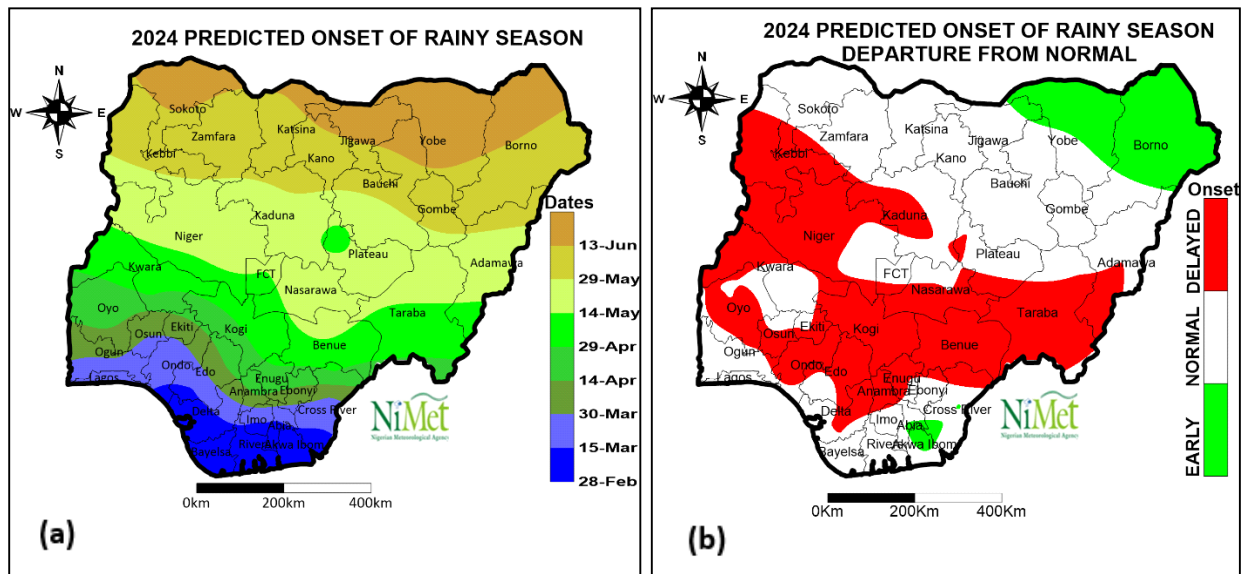 (a)
2024 PREDICTED ONSET OF RAINY SEASON
N
W E
S
Sokoto
Zamfara
Katsina
Jigawa
Yobe
Borno
Kebbi
Kano
Bauchi
Gombe
Kaduna
Niger
Plateau
Adamawa
Kwara
FCT
Nasarawa
Oyo
Taraba
Osun
Ekiti
Kogi
Benue
Ogun
Ondo
Edo
Enugu
Anambra
Ebonyi
Lagos
Delta
Imo
Abia
Cross River
Bayelsa
Rivers
Akwa Ibom
NiMet
Nigerian Meteorological Agency
Dates
13-Jun
29-May
14-May
29-Apr
14-Apr
30-Mar
15-Mar
28-Feb
0Km 200Km 400Km
(b)
2024 PREDICTED ONSET OF RAINY SEASON
DEPARTURE FROM NORMAL
N
W E
S
Sokoto
Zamfara
Katsina
Jigawa
Yobe
Borno
Kebbi
Kano
Bauchi
Gombe
Kaduna
Niger
Plateau
Adamawa
Kwara
FCT
Nasarawa
Oyo
Taraba
Osun
Ekiti
Kogi
Benue
Ogun
Ondo
Edo
Enugu
Anambra
Ebonyi
Lagos
Delta
Imo
Abia
Cross River
Bayelsa
Rivers
Akwa Ibom
NiMet
Nigerian Meteorological Agency
Onset
DELAYED
NORMAL
EARLY
0Km 200Km 400Km